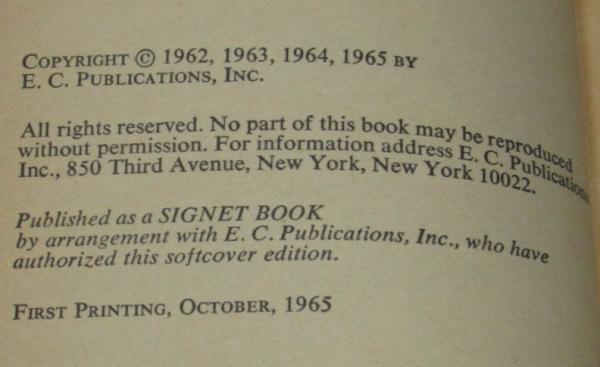 COPYRIGHT © 1962, 1963, 1964, 1965 BY
E. C. PUBLICATIONS, INC.
All rights reserved. No part of this book may be reproduced
without permission. For information address E. C. Publications
Inc., 850 Third Avenue, New York, New York 10022.
Published as a SIGNET BOOK
by arrangement with E. C. Publications, Inc., who have
authorized this softcover edition.
FIRST PRINTING, OCTOBER, 1965